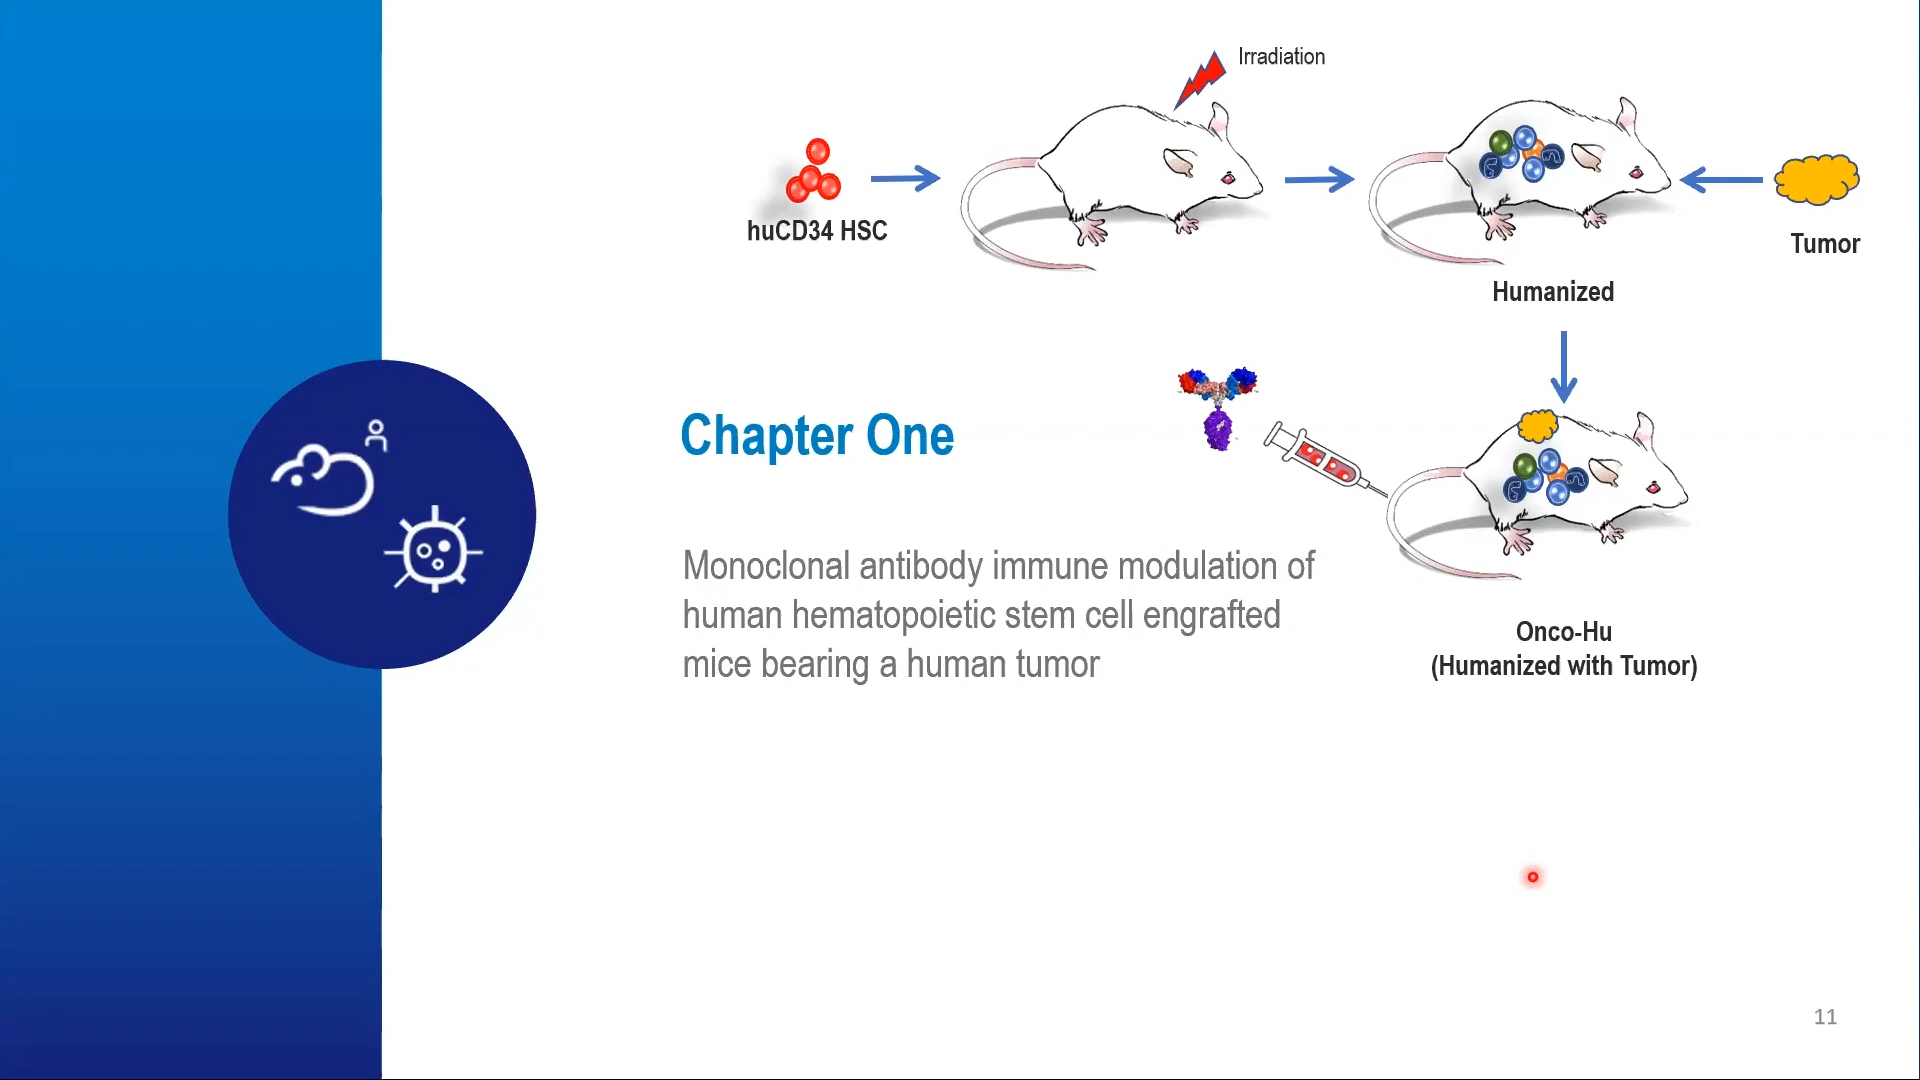 Irradiation
huCD34 HSC
Tumor
Humanized
Chapter One
Monoclonal antibody immune modulation of
human hematopoietic stem cell engrafted
mice bearing a human tumor
Onco-Hu
(Humanized with Tumor)
11